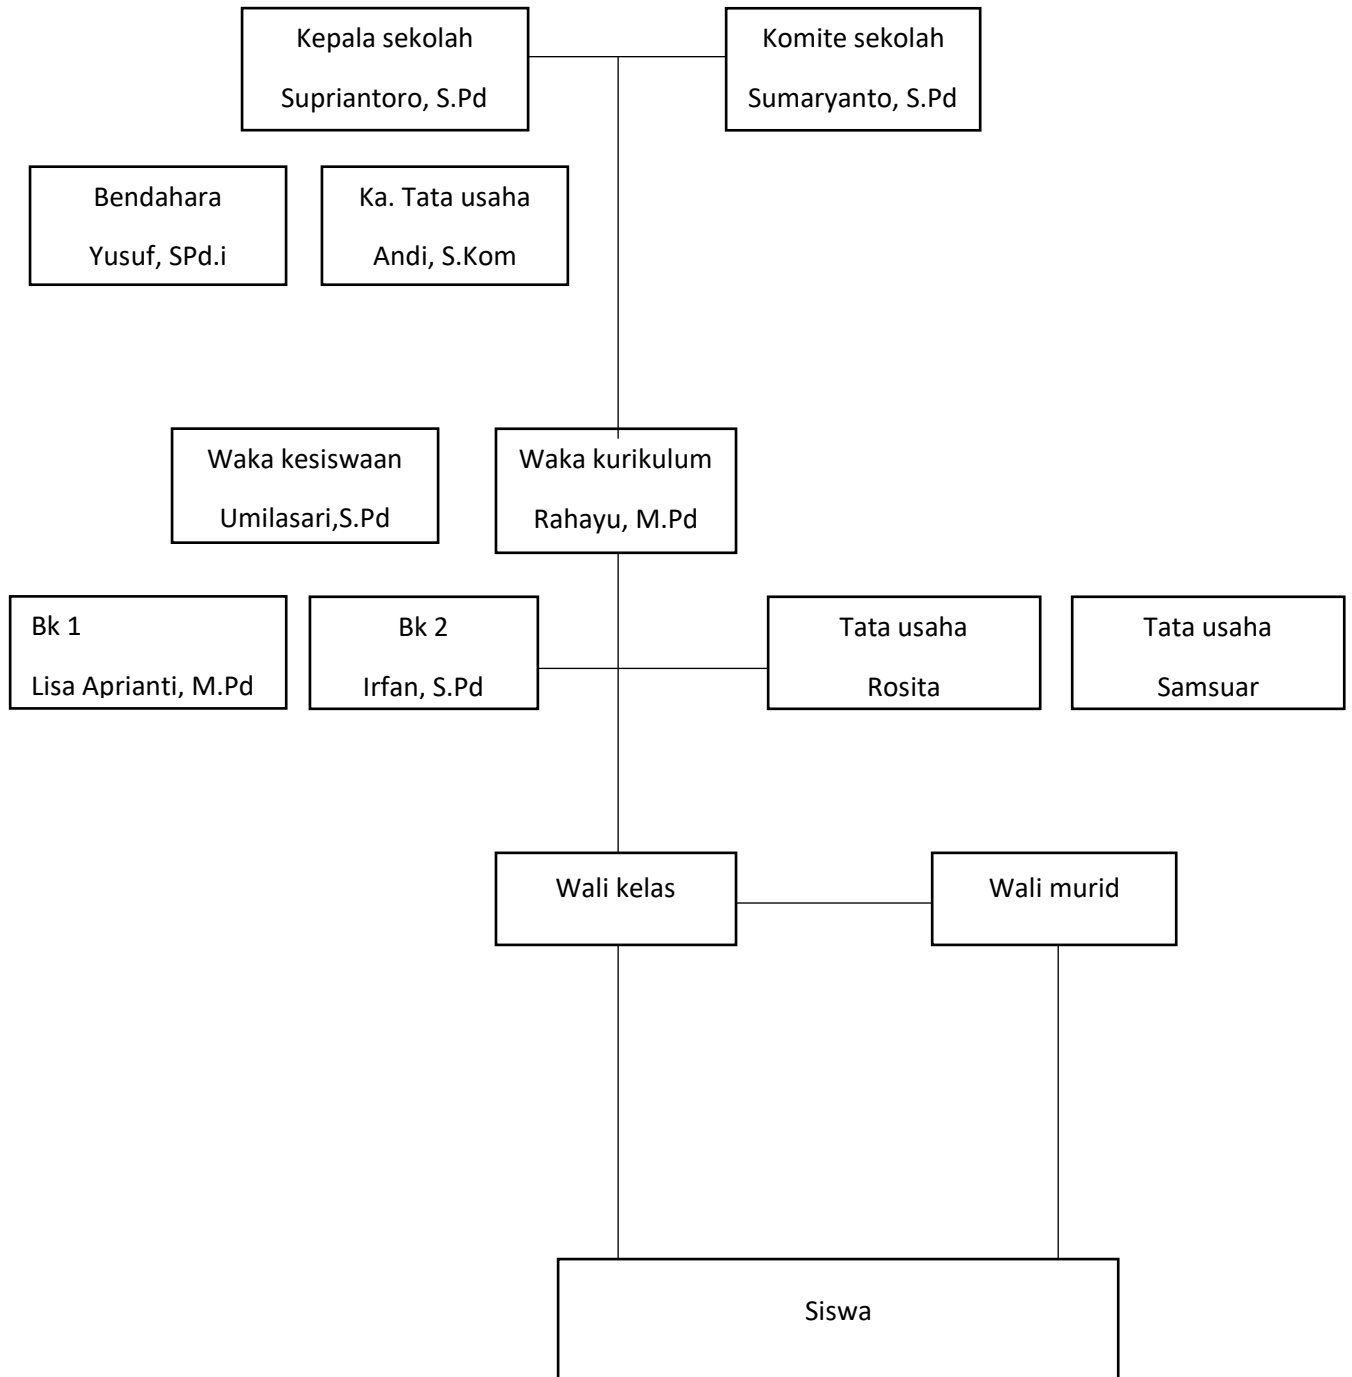 Kepala sekolah
Supriantoro, S.Pd
Komite sekolah
Sumaryanto, S.Pd
Bendahara
Yusuf, SPd.i
Ka. Tata usaha
Andi, S.Kom
Waka kesiswaan
Umilasari,S.Pd
Waka kurikulum
Rahayu, M.Pd
Bk 1
Lisa Aprianti, M.Pd
Bk 2
Irfan, S.Pd
Tata usaha
Rosita
Tata usaha
Samsuar
Wali kelas
Wali murid
Siswa